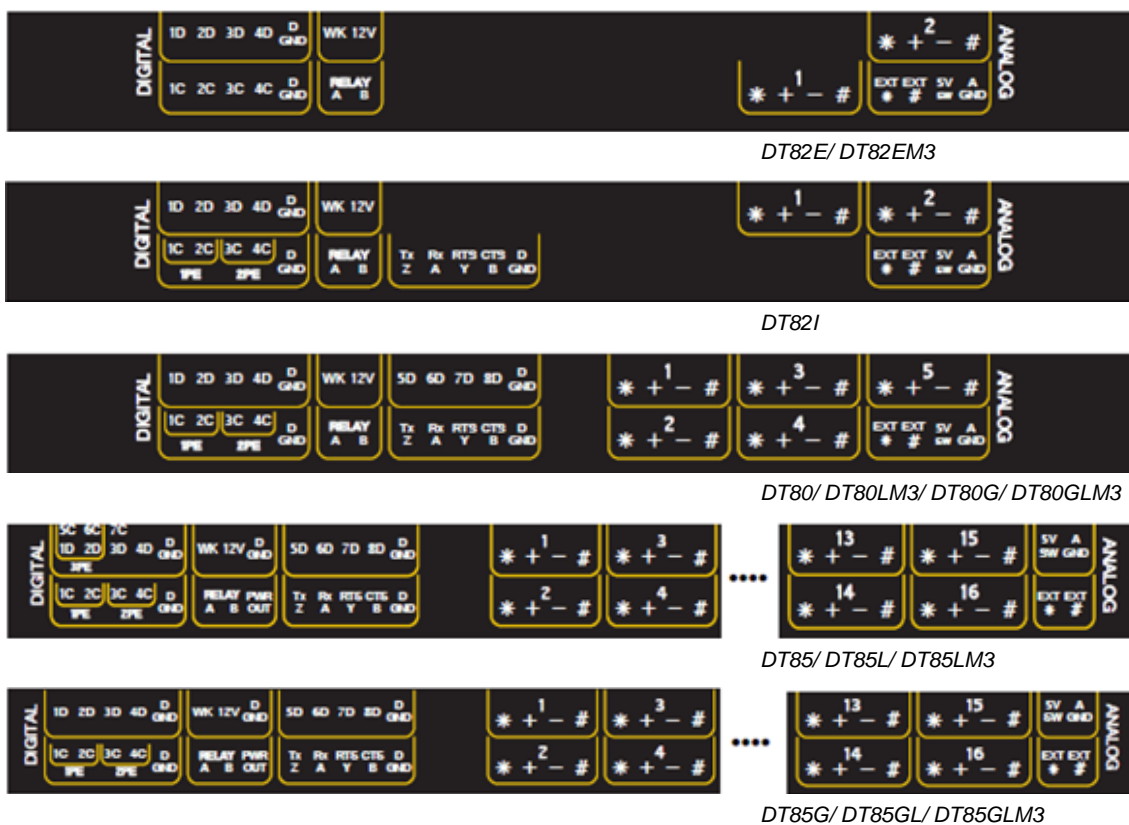 DIGITAL
1D 2D 3D 4D D GND
WK 12V
2
* + - #
ANALOG
1C 2C 3C 4C D GND
RELAY A B
1
* + - #
EXT * EXT # 5V SW A GND
DT82E/ DT82EM3
DIGITAL
1D 2D 3D 4D D GND
WK 12V
1
* + - #
2
* + - #
ANALOG
1C 2C 3C 4C D GND
1PE 2PE
RELAY A B
Tx Rx RTS CTS D
Z A Y B GND
EXT * EXT # 5V SW A GND
DT82I
DIGITAL
1D 2D 3D 4D D GND
WK 12V
5D 6D 7D 8D D GND
1
* + - #
3
* + - #
5
* + - #
ANALOG
1C 2C 3C 4C D GND
1PE 2PE
RELAY A B
Tx Rx RTS CTS D
Z A Y B GND
2
* + - #
4
* + - #
EXT * EXT # 5V SW A GND
DT80/ DT80LM3/ DT80G/ DT80GLM3
DIGITAL
5C 6C 7C
1D 2D 3D 4D D GND
3PE
WK 12V D GND
5D 6D 7D 8D D GND
1
* + - #
3
* + - #
13
* + - #
15
* + - #
5V SW A GND
ANALOG
1C 2C 3C 4C D GND
1PE 2PE
RELAY A B PWR OUT
Tx Rx RTS CTS D
Z A Y B GND
2
* + - #
4
* + - #
14
* + - #
16
* + - #
EXT * EXT #
DT85/ DT85L/ DT85LM3
DIGITAL
1D 2D 3D 4D D GND
WK 12V D GND
5D 6D 7D 8D D GND
1
* + - #
3
* + - #
13
* + - #
15
* + - #
5V SW A GND
ANALOG
1C 2C 3C 4C D GND
1PE 2PE
RELAY A B PWR OUT
Tx Rx RTS CTS D
Z A Y B GND
2
* + - #
4
* + - #
14
* + - #
16
* + - #
EXT * EXT #
DT85G/ DT85GL/ DT85GLM3